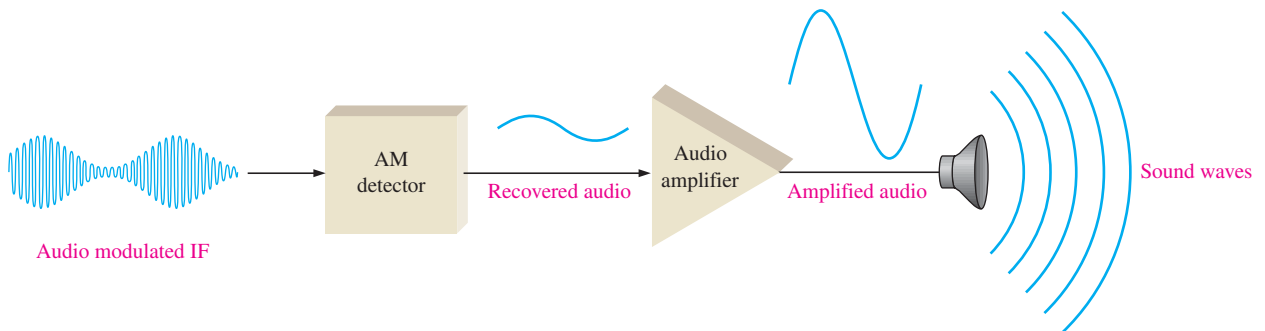 Audio modulated IF
AM
detector
Recovered audio
Audio
amplifier
Amplified audio
Sound waves